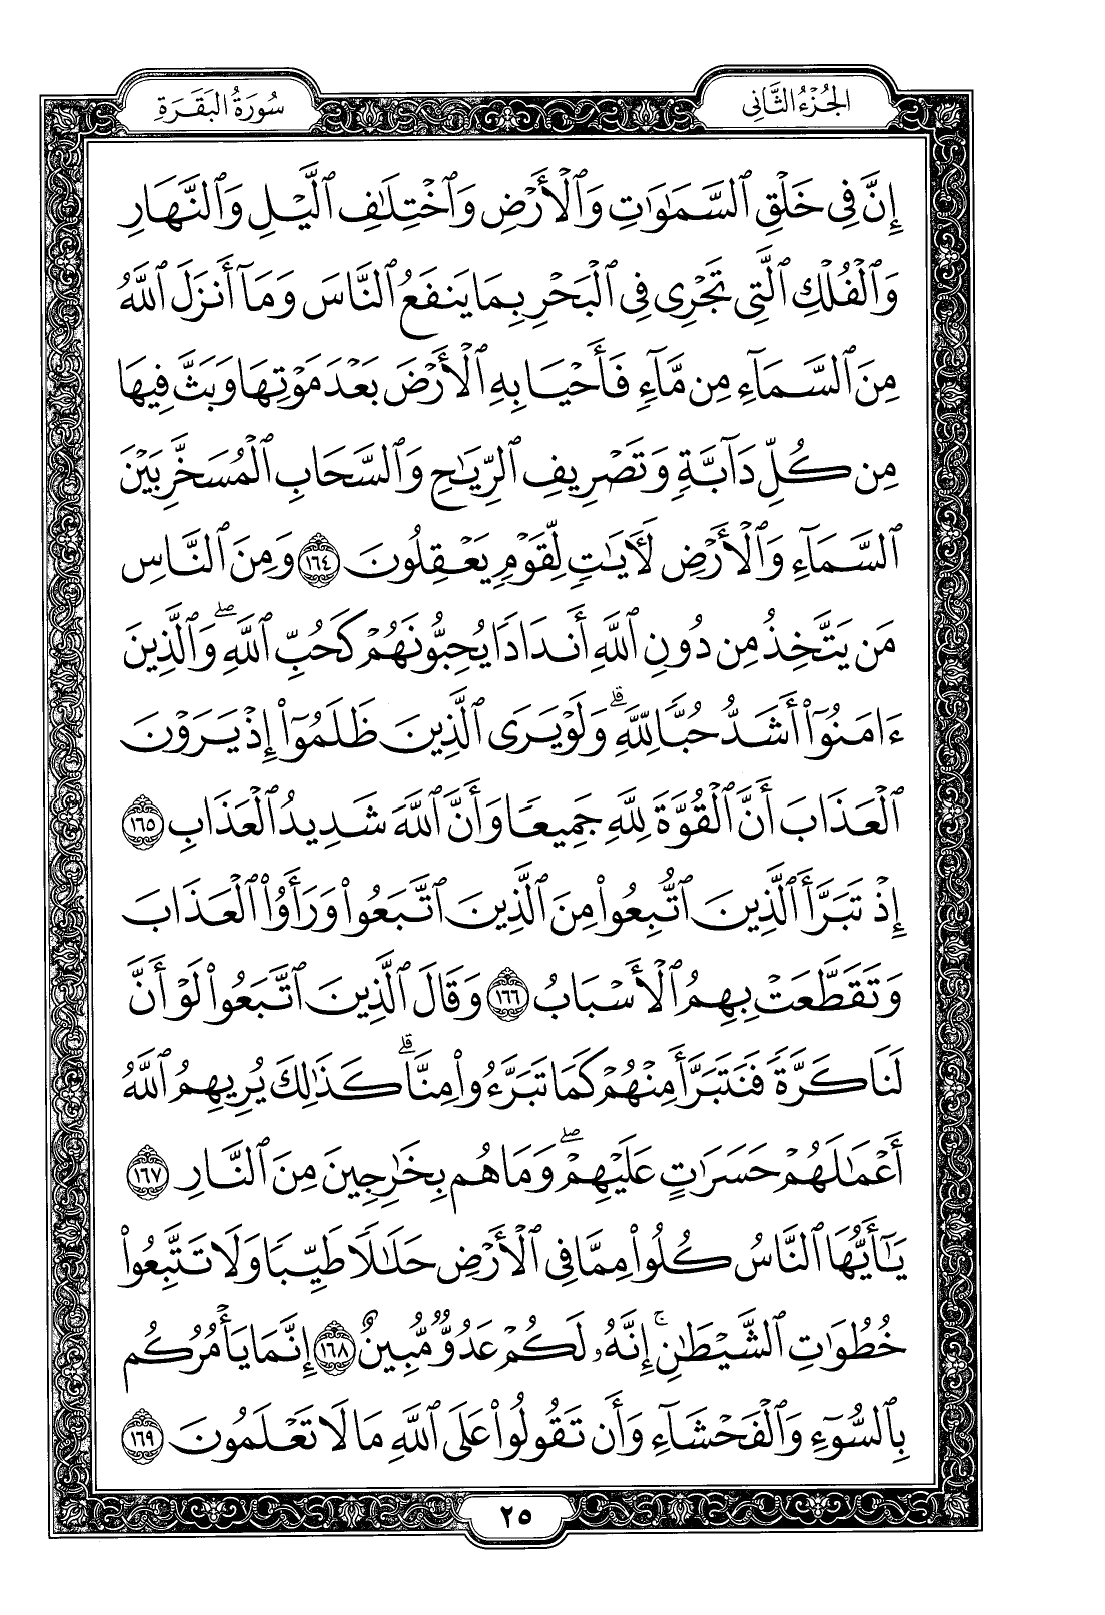 الجُزْءُ الثَّانِي
سُورَةُ البَقَرَةِ
إِنَّ فِي خَلْقِ ٱلسَّمَٰوَٰتِ وَٱلْأَرْضِ وَٱخْتِلَٰفِ ٱلَّيْلِ وَٱلنَّهَارِ
وَٱلْفُلْكِ ٱلَّتِي تَجْرِي فِي ٱلْبَحْرِ بِمَا يَنفَعُ ٱلنَّاسَ وَمَآ أَنزَلَ ٱللَّهُ
مِنَ ٱلسَّمَآءِ مِن مَّآءٍ فَأَحْيَا بِهِ ٱلْأَرْضَ بَعْدَ مَوْتِهَا وَبَثَّ فِيهَا
مِن كُلِّ دَآبَّةٍ وَتَصْرِيفِ ٱلرِّيَٰحِ وَٱلسَّحَابِ ٱلْمُسَخَّرِ بَيْنَ
ٱلسَّمَآءِ وَٱلْأَرْضِ لَأٓيَٰتٍ لِّقَوْمٍ يَعْقِلُونَ ١٦٤ وَمِنَ ٱلنَّاسِ
مَن يَتَّخِذُ مِن دُونِ ٱللَّهِ أَندَادًا يُحِبُّونَهُمْ كَحُبِّ ٱللَّهِۖ وَٱلَّذِينَ
ءَامَنُوٓا۟ أَشَدُّ حُبًّا لِّلَّهِۗ وَلَوْ يَرَى ٱلَّذِينَ ظَلَمُوٓا۟ إِذْ يَرَوْنَ
ٱلْعَذَابَ أَنَّ ٱلْقُوَّةَ لِلَّهِ جَمِيعًا وَأَنَّ ٱللَّهَ شَدِيدُ ٱلْعَذَابِ ١٦٥
إِذْ تَبَرَّأَ ٱلَّذِينَ ٱتُّبِعُوا۟ مِنَ ٱلَّذِينَ ٱتَّبَعُوا۟ وَرَأَوُا۟ ٱلْعَذَابَ
وَتَقَطَّعَتْ بِهِمُ ٱلْأَسْبَابُ ١٦٦ وَقَالَ ٱلَّذِينَ ٱتَّبَعُوا۟ لَوْ أَنَّ
لَنَا كَرَّةً فَنَتَبَرَّأَ مِنْهُمْ كَمَا تَبَرَّءُوا۟ مِنَّاۗ كَذَٰلِكَ يُرِيهِمُ ٱللَّهُ
أَعْمَٰلَهُمْ حَسَرَٰتٍ عَلَيْهِمْۖ وَمَا هُم بِخَٰرِجِينَ مِنَ ٱلنَّارِ ١٦٧
يَٰٓأَيُّهَا ٱلنَّاسُ كُلُوا۟ مِمَّا فِي ٱلْأَرْضِ حَلَٰلًا طَيِّبًا وَلَا تَتَّبِعُوا۟
خُطُوَٰتِ ٱلشَّيْطَٰنِۚ إِنَّهُۥ لَكُمْ عَدُوٌّ مُّبِينٌ ١٦٨ إِنَّمَا يَأْمُرُكُم
بِٱلسُّوٓءِ وَٱلْفَحْشَآءِ وَأَن تَقُولُوا۟ عَلَى ٱللَّهِ مَا لَا تَعْلَمُونَ ١٦٩
٢٥